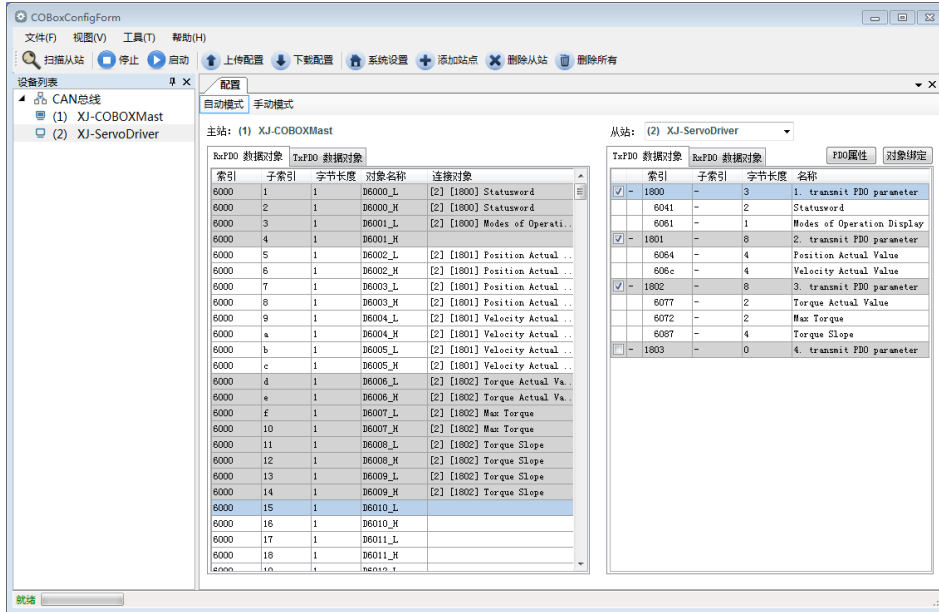 COBoxConfigForm
文件(F) 视图(V) 工具(T) 帮助(H)
扫描从站 停止 启动 上传配置 下载配置 系统设置 添加站点 删除从站 删除所有
设备列表
CAN总线
(1) XJ-COBOXMast
(2) XJ-ServoDriver
配置
自动模式 手动模式
主站: (1) XJ-COBOXMast
RxPDO 数据对象 TxPDO 数据对象
索引 子索引 字节长度 对象名称 连接对象
6000 1 1 D6000_L [2] [1800] Statusword
6000 2 1 D6000_H [2] [1800] Statusword
6000 3 1 D6001_L [2] [1800] Modes of Operati...
6000 4 1 D6001_H
6000 5 1 D6002_L [2] [1801] Position Actual ...
6000 6 1 D6002_H [2] [1801] Position Actual ...
6000 7 1 D6003_L [2] [1801] Position Actual ...
6000 8 1 D6003_H [2] [1801] Position Actual ...
6000 9 1 D6004_L [2] [1801] Velocity Actual ...
6000 a 1 D6004_H [2] [1801] Velocity Actual ...
6000 b 1 D6005_L [2] [1801] Velocity Actual ...
6000 c 1 D6005_H [2] [1801] Velocity Actual ...
6000 d 1 D6006_L [2] [1802] Torque Actual Va...
6000 e 1 D6006_H [2] [1802] Torque Actual Va...
6000 f 1 D6007_L [2] [1802] Max Torque
6000 10 1 D6007_H [2] [1802] Max Torque
6000 11 1 D6008_L [2] [1802] Torque Slope
6000 12 1 D6008_H [2] [1802] Torque Slope
6000 13 1 D6009_L [2] [1802] Torque Slope
6000 14 1 D6009_H [2] [1802] Torque Slope
6000 15 1 D6010_L
6000 16 1 D6010_H
6000 17 1 D6011_L
6000 18 1 D6011_H
6000 19 1 D6012_L
从站: (2) XJ-ServoDriver
TxPDO 数据对象 RxPDO 数据对象 PDO属性 对象绑定
索引 子索引 字节长度 名称
- 1800 - 3 1. transmit PDO parameter
6041 - 2 Statusword
6061 - 1 Modes of Operation Display
- 1801 - 8 2. transmit PDO parameter
6064 - 4 Position Actual Value
606c - 4 Velocity Actual Value
- 1802 - 8 3. transmit PDO parameter
6077 - 2 Torque Actual Value
6072 - 2 Max Torque
6087 - 4 Torque Slope
- 1803 - 0 4. transmit PDO parameter
就绪